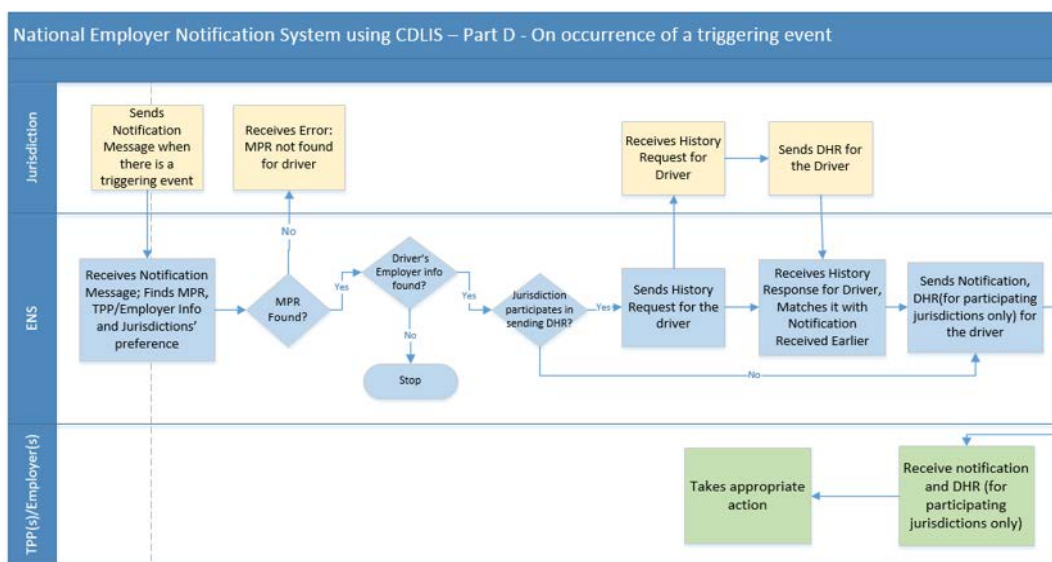 National Employer Notification System using CDLIS – Part D - On occurrence of a triggering event
Jurisdiction
Sends
Notification
Message when
there is a
triggering event
Receives Error:
MPR not found
for driver
Receives History
Request for
Driver
Sends DHR for
the Driver
No
ENS
Receives Notification
Message; Finds MPR,
TPP/Employer Info
and Jurisdictions'
preference
MPR
Found?
Yes
Driver's
Employer info
found?
Yes
No
Stop
Jurisdiction
participates in
sending DHR?
Yes
No
Sends History
Request for the
driver
Receives History
Response for Driver,
Matches it with
Notification
Received Earlier
Sends Notification,
DHR(for participating
jurisdictions only) for
the driver
TPP(s)/Employer(s)
Takes appropriate
action
Receive notification
and DHR (for
participating
jurisdictions only)